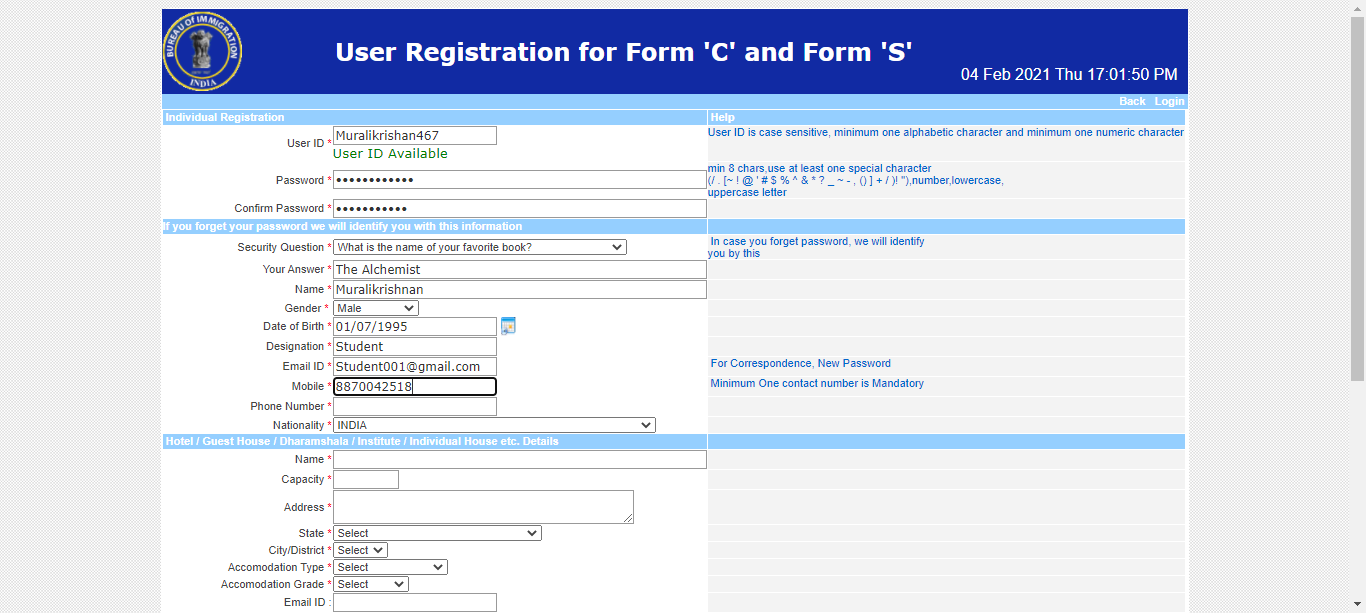 BUREAU OF IMMIGRATION
INDIA
User Registration for Form 'C' and Form 'S'
04 Feb 2021 Thu 17:01:50 PM
Back Login
Individual Registration Help
User ID * Muralikrishan467 User ID is case sensitive, minimum one alphabetic character and minimum one numeric character
User ID Available
Password * •••••••••••• min 8 chars,use at least one special character
(/ . [~ ! @ ' # $ % ^ & * ? _ ~ - , () ] + / )! "),number,lowercase,
uppercase letter
Confirm Password * •••••••••••
If you forget your password we will identify you with this information
Security Question * What is the name of your favorite book? In case you forget password, we will identify
you by this
Your Answer * The Alchemist
Name * Muralikrishnan
Gender * Male
Date of Birth * 01/07/1995
Designation * Student
Email ID * Student001@gmail.com For Correspondence, New Password
Mobile * 8870042518 Minimum One contact number is Mandatory
Phone Number *
Nationality * INDIA
Hotel / Guest House / Dharamshala / Institute / Individual House etc. Details
Name *
Capacity *
Address *
State * Select
City/District * Select
Accomodation Type * Select
Accomodation Grade * Select
Email ID :